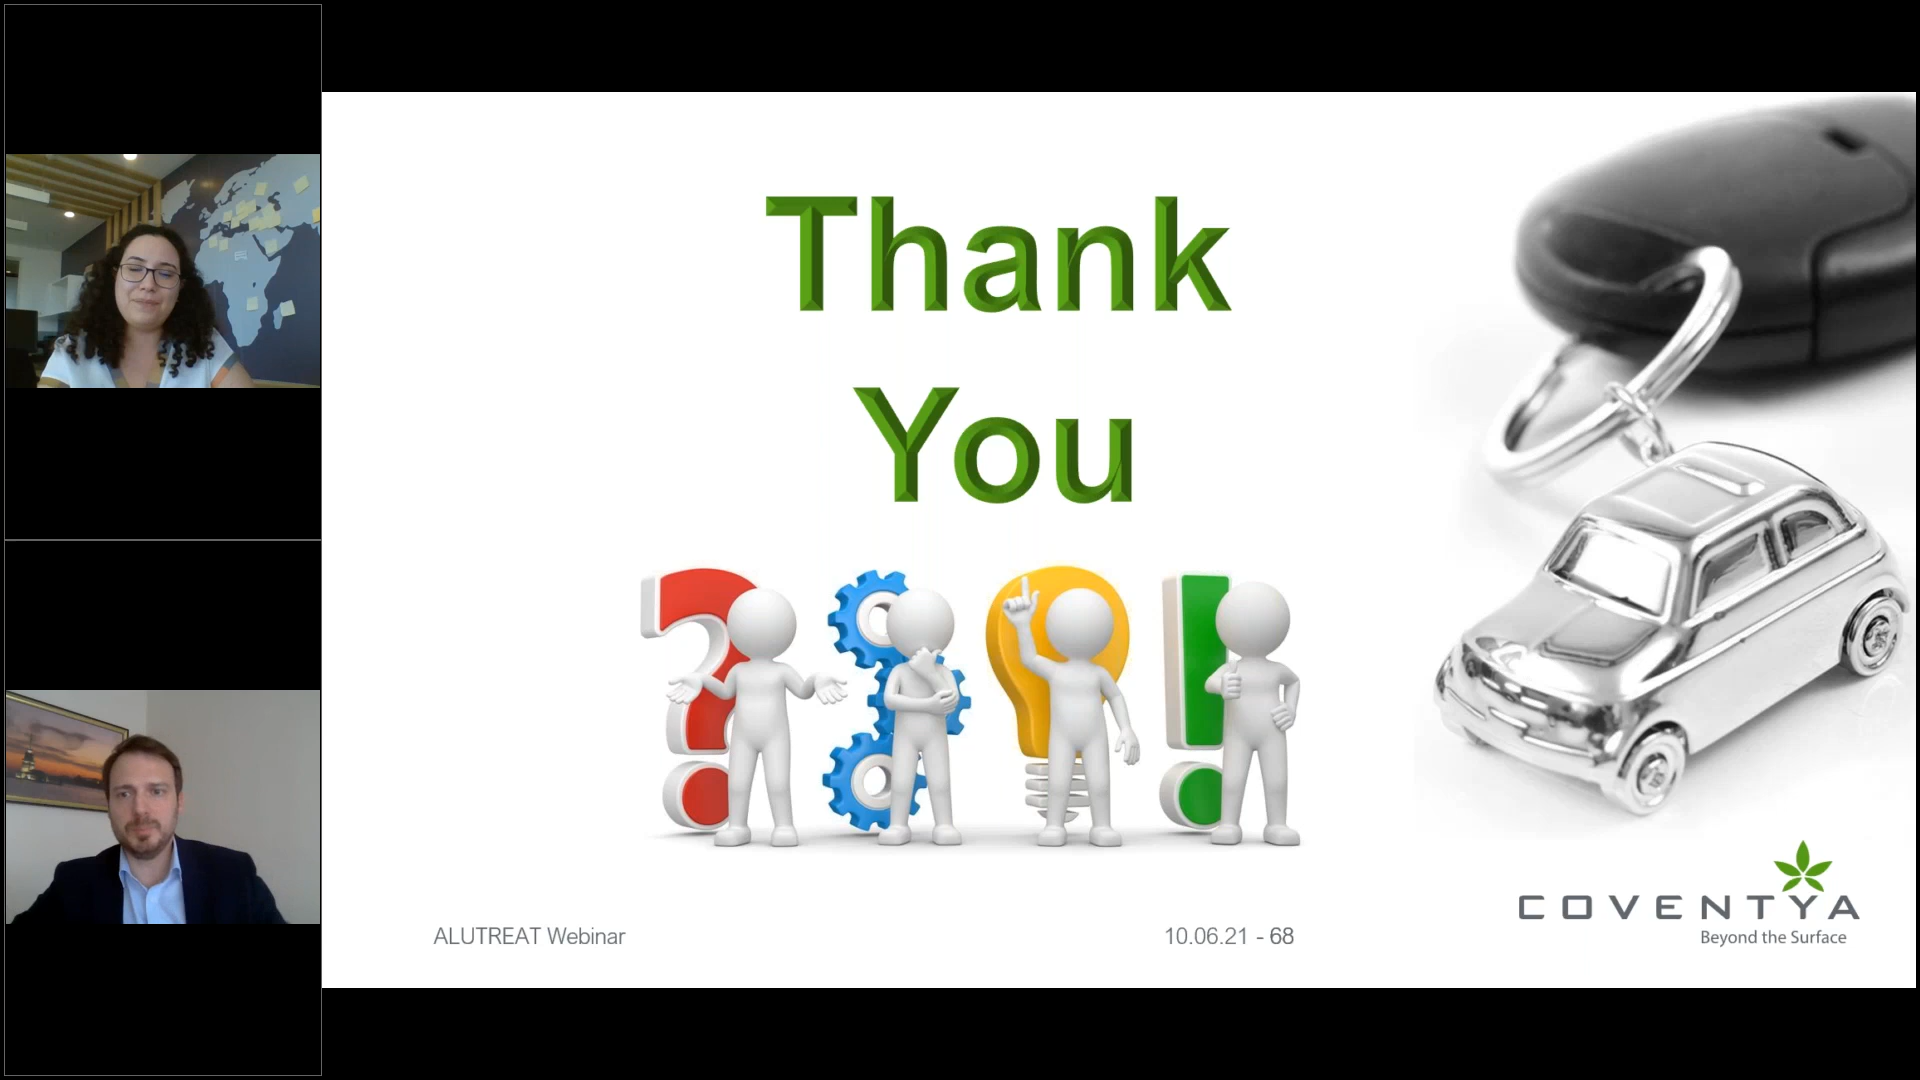 Thank
You
ALUTREAT Webinar
10.06.21 - 68
COVENTYA
Beyond the Surface